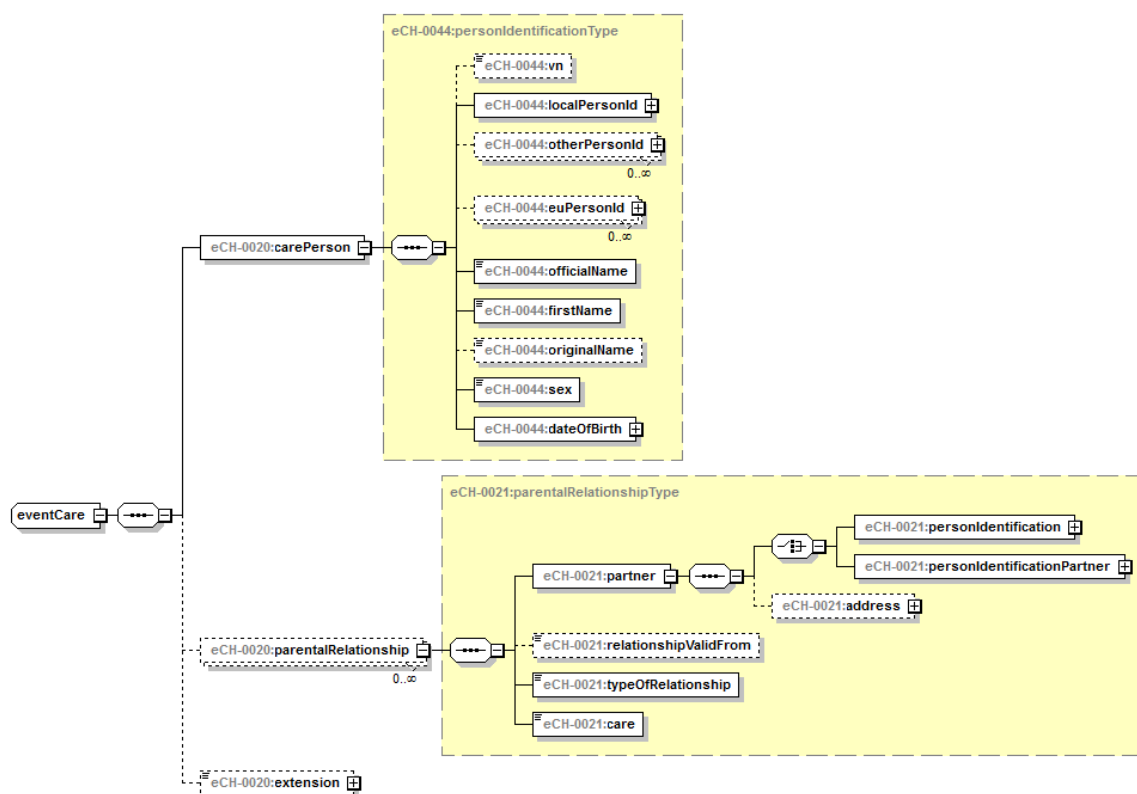 eCH-0044:personIdentificationType
eCH-0044:vn
eCH-0044:localPersonId
eCH-0044:otherPersonId
0..∞
eCH-0044:euPersonId
0..∞
eCH-0020:carePerson
eCH-0044:officialName
eCH-0044:firstName
eCH-0044:originalName
eCH-0044:sex
eCH-0044:dateOfBirth
eCH-0021:parentalRelationshipType
eventCare
eCH-0021:personIdentification
eCH-0021:personIdentificationPartner
eCH-0021:partner
eCH-0021:address
eCH-0020:parentalRelationship
0..∞
eCH-0021:relationshipValidFrom
eCH-0021:typeOfRelationship
eCH-0021:care
eCH-0020:extension